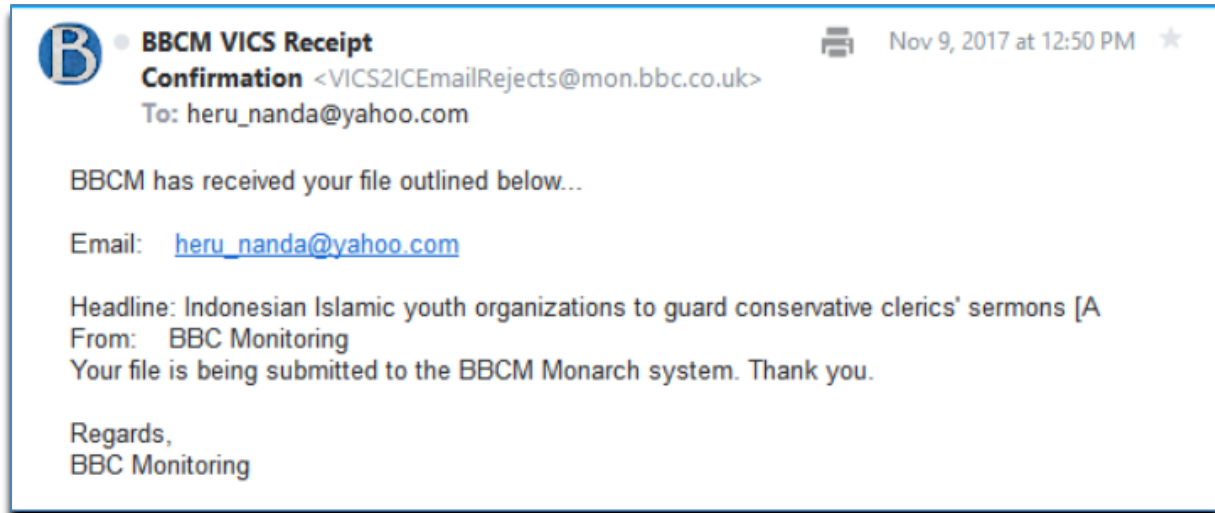 B
BBCM VICS Receipt
Nov 9, 2017 at 12:50 PM
Confirmation <VICS2ICEmailRejects@mon.bbc.co.uk>
To: heru_nanda@yahoo.com
BBCM has received your file outlined below...
Email: heru_nanda@yahoo.com
Headline: Indonesian Islamic youth organizations to guard conservative clerics' sermons [A
From: BBC Monitoring
Your file is being submitted to the BBCM Monarch system. Thank you.
Regards,
BBC Monitoring